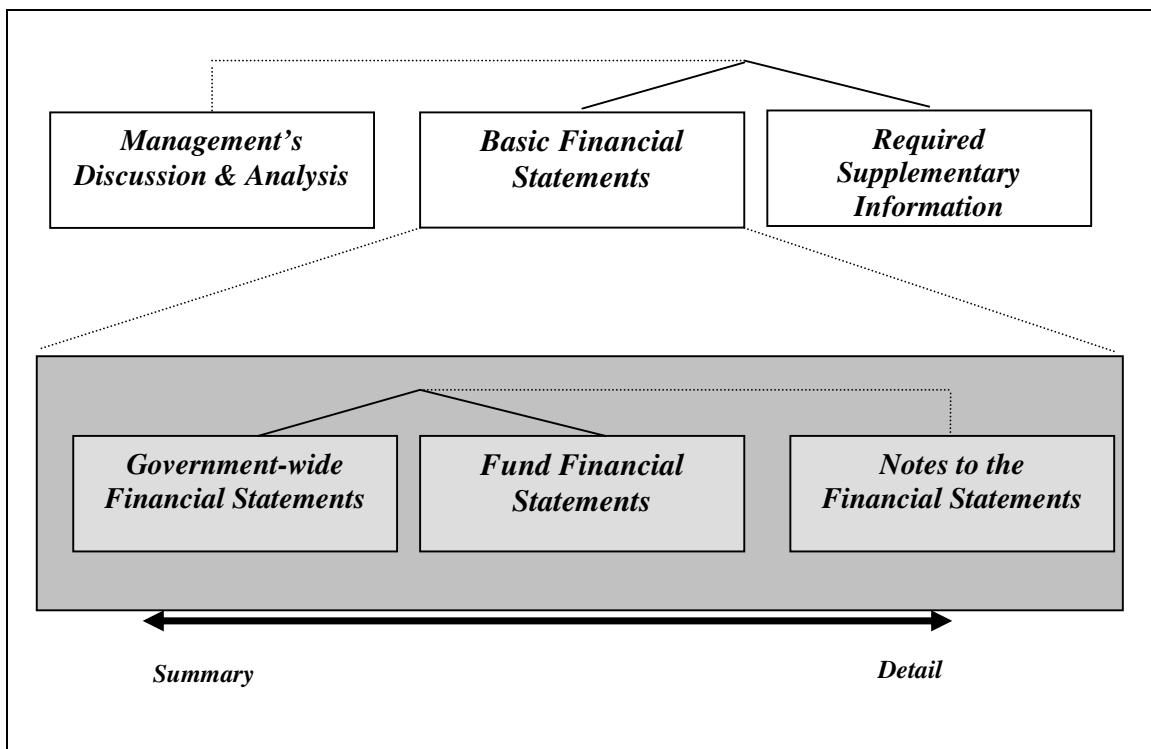 Management’s
Discussion & Analysis
Basic Financial
Statements
Required
Supplementary
Information
Government-wide
Financial Statements
Fund Financial
Statements
Notes to the
Financial Statements
Summary
Detail